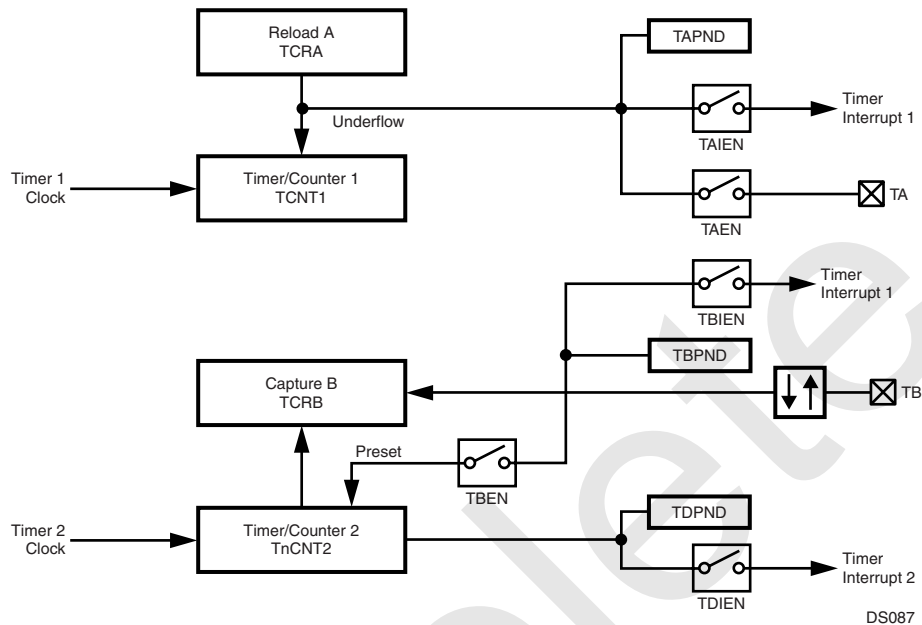 Reload A
TCRA
TAPND
Underflow
Timer
Interrupt 1
TAIEN
Timer 1
Clock
Timer/Counter 1
TCNT1
TA
TAEN
Timer
Interrupt 1
TBIEN
TBPND
Capture B
TCRB
TB
Preset
TBEN
TDPND
Timer 2
Clock
Timer/Counter 2
TnCNT2
Timer
Interrupt 2
TDIEN
DS087